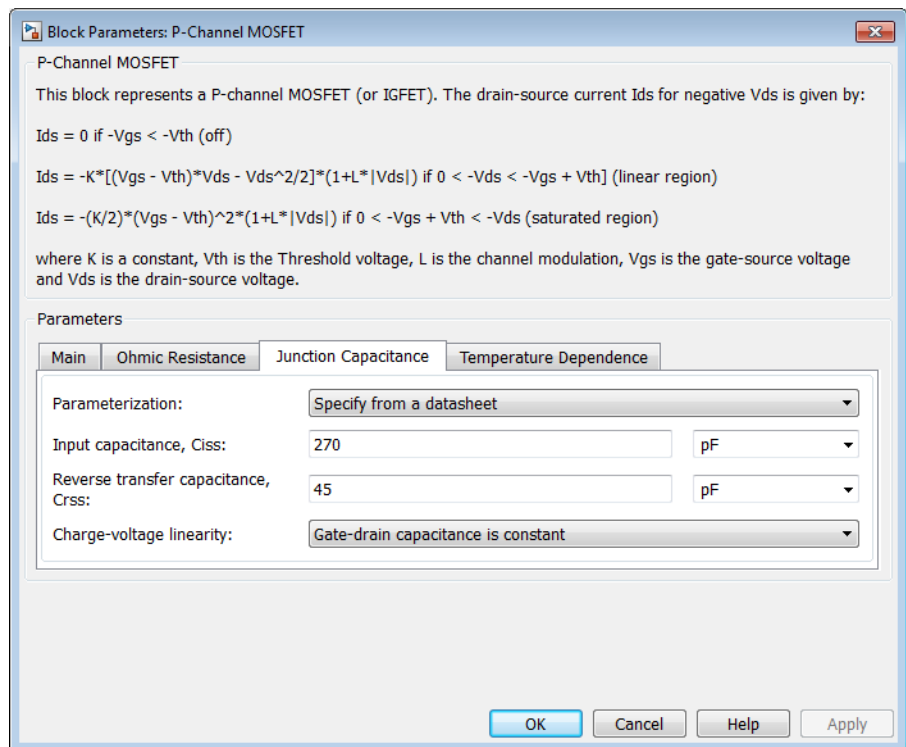 Block Parameters: P-Channel MOSFET
P-Channel MOSFET
This block represents a P-channel MOSFET (or IGFET). The drain-source current Ids for negative Vds is given by:
Ids = 0 if -Vgs < -Vth (off)
Ids = -K*[(Vgs - Vth)*Vds - Vds^2/2]*(1+L*|Vds|) if 0 < -Vds < -Vgs + Vth] (linear region)
Ids = -(K/2)*(Vgs - Vth)^2*(1+L*|Vds|) if 0 < -Vgs + Vth < -Vds (saturated region)
where K is a constant, Vth is the Threshold voltage, L is the channel modulation, Vgs is the gate-source voltage
and Vds is the drain-source voltage.
Parameters
Main Ohmic Resistance Junction Capacitance Temperature Dependence
Parameterization: Specify from a datasheet
Input capacitance, Ciss: 270 pF
Reverse transfer capacitance,
Crss: 45 pF
Charge-voltage linearity: Gate-drain capacitance is constant
OK Cancel Help Apply